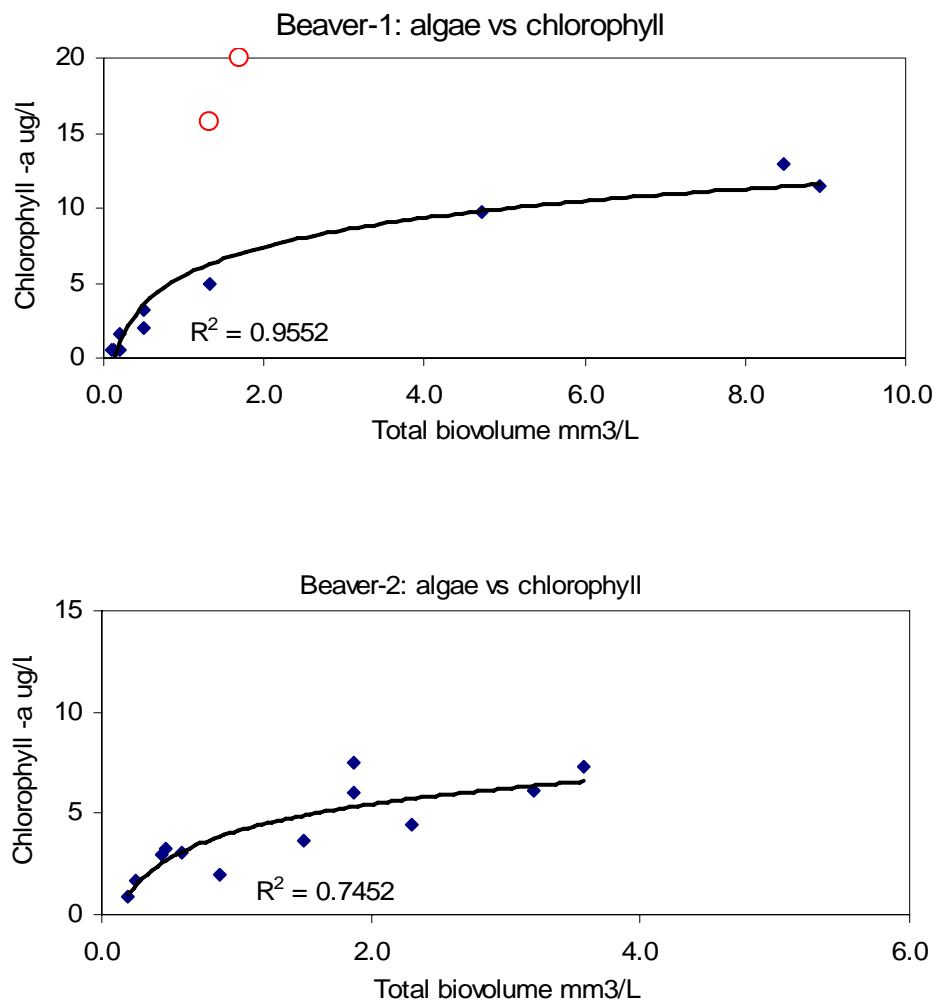 Beaver-1: algae vs chlorophyll
20
15
10
5
0
Chlorophyll -a ug/l
R² = 0.9552
0.0 2.0 4.0 6.0 8.0 10.0
Total biovolume mm3/L
Beaver-2: algae vs chlorophyll
15
10
5
0
Chlorophyll -a ug/l
R² = 0.7452
0.0 2.0 4.0 6.0
Total biovolume mm3/L